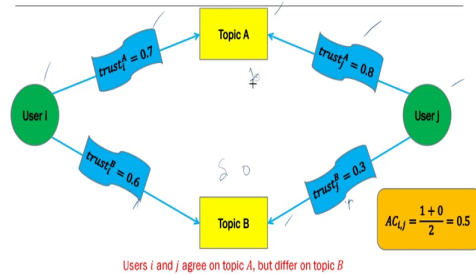 Topic A
trust_i^A = 0.7
trust_j^A = 0.8
User i
User j
trust_i^B = 0.6
trust_j^B = 0.3
Topic B
AC_{i,j} = \frac{1+0}{2} = 0.5
Users i and j agree on topic A, but differ on topic B